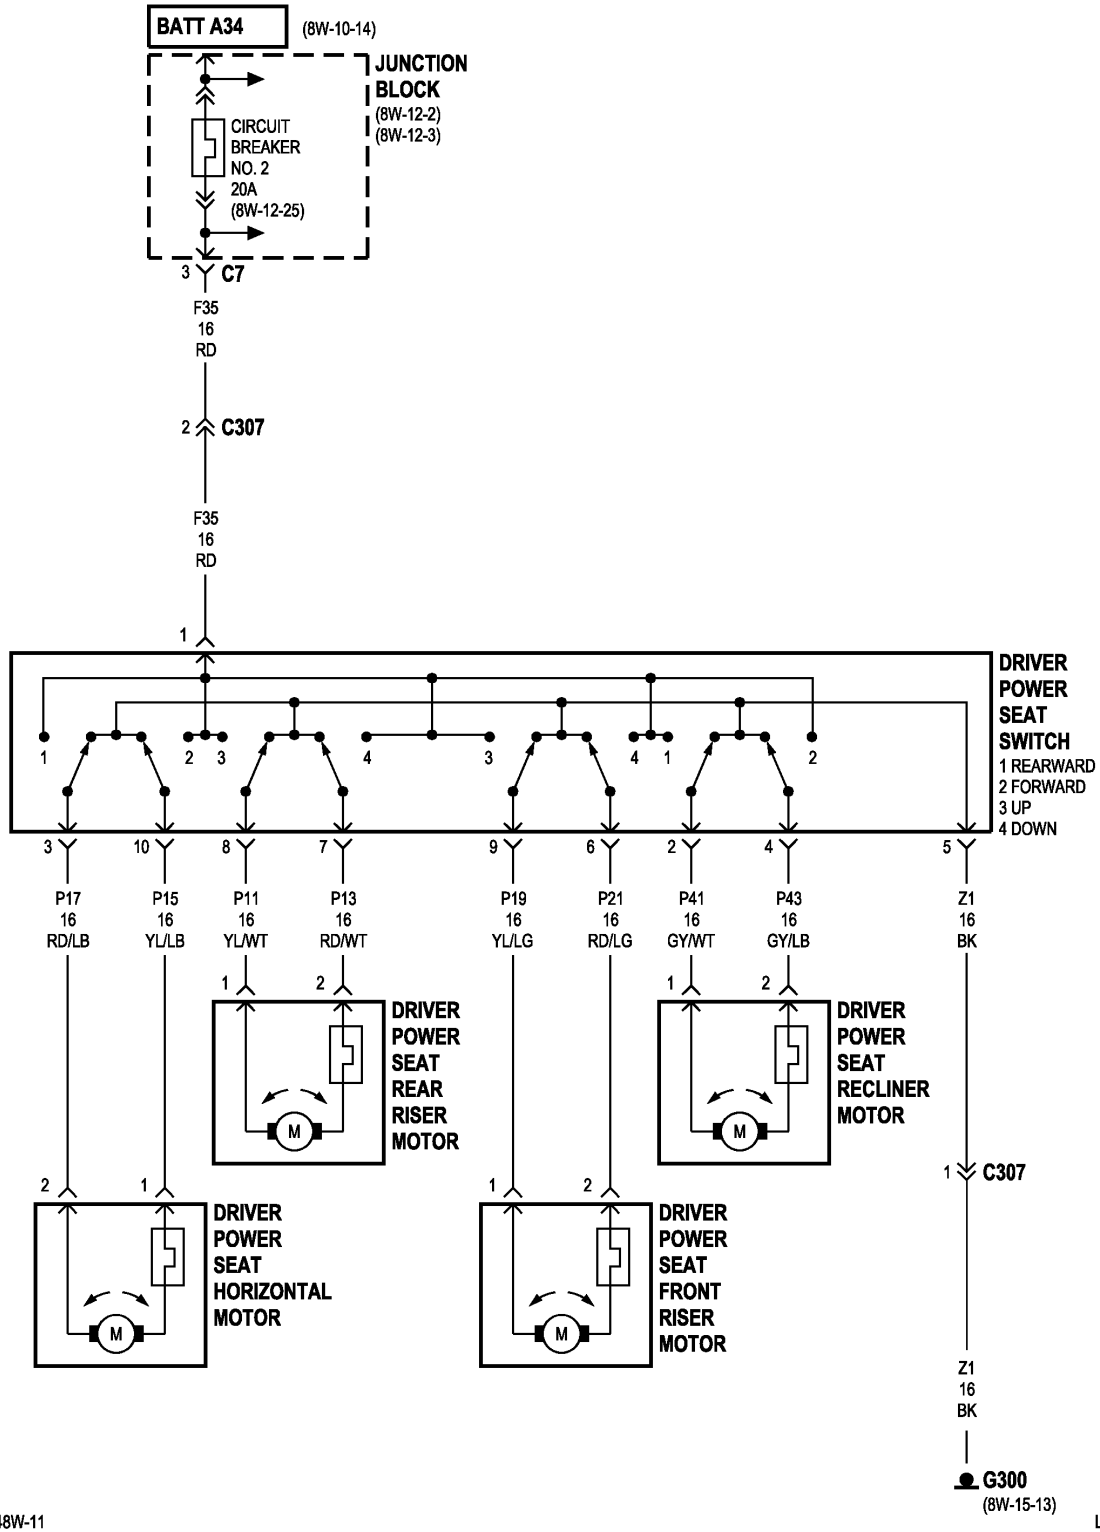 BATT A34
(8W-10-14)
JUNCTION
BLOCK
(8W-12-2)
(8W-12-3)
CIRCUIT
BREAKER
NO. 2
20A
(8W-12-25)
3 C7
F35
16
RD
2 C307
F35
16
RD
1
DRIVER
POWER
SEAT
SWITCH
1 REARWARD
2 FORWARD
3 UP
4 DOWN
1 2 3 4 3 4 1 2
3 10 8 7 9 6 2 4 5
P17 P15 P11 P13 P19 P21 P41 P43 Z1
16 16 16 16 16 16 16 16 16
RD/LB YL/LB YL/WT RD/WT YL/LG RD/LG GY/WT GY/LB BK
1 2
DRIVER
POWER
SEAT
REAR
RISER
MOTOR
M
1 2
DRIVER
POWER
SEAT
RECLINER
MOTOR
M
1 C307
2 1
DRIVER
POWER
SEAT
HORIZONTAL
MOTOR
M
1 2
DRIVER
POWER
SEAT
FRONT
RISER
MOTOR
M
Z1
16
BK
G300
(8W-15-13)
48W-11
L